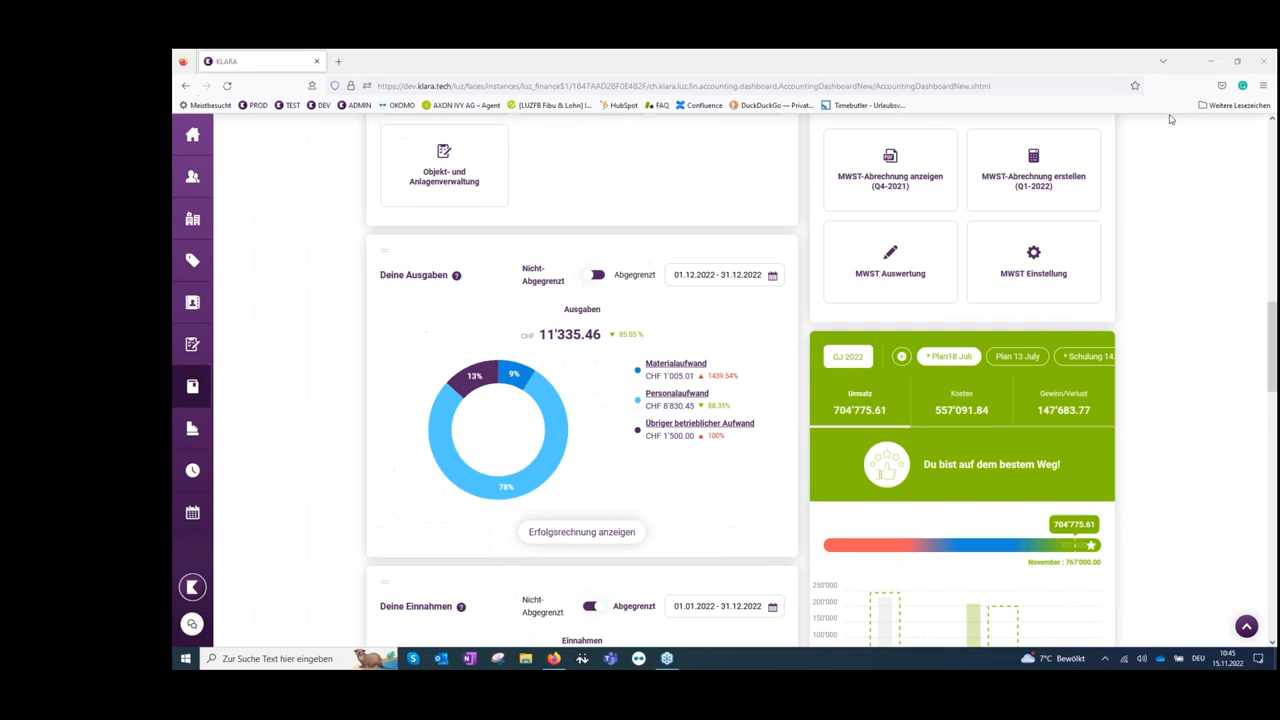 KLARA
https://dev.klara.tech/luz/faces/instances/luz_finance$1/1847AAD28F0E4B2F/ch.klara.luz.fin.accounting.dashboard.AccountingDashboardNew/AccountingDashboardNew.xhtml
Meistbesucht PROD TEST DEV ADMIN OKOMO AXON IVY AG – Agent [LUZFB Fibu & Lohn] I... HubSpot FAQ Confluence DuckDuckGo — Privat... Timebutler - Urlaubsv... Weitere Lesezeichen
Objekt- und
Anlagenverwaltung
MWST-Abrechnung anzeigen
(Q4-2021)
MWST-Abrechnung erstellen
(Q1-2022)
MWST Auswertung
MWST Einstellung
Deine Ausgaben ?
Nicht-
Abgegrenzt
Abgegrenzt
01.12.2022 - 31.12.2022
Ausgaben
CHF 11'335.46 ▼ 85.05 %
13%
9%
78%
Materialaufwand
CHF 1'005.01 ▲ 1439.54%
Personalaufwand
CHF 8'830.45 ▼ 88.35%
Übriger betrieblicher Aufwand
CHF 1'500.00 ▲ 100%
Erfolgsrechnung anzeigen
GJ 2022
* Plan18 Juli
Plan 13 July
* Schulung 14.
Umsatz
704'775.61
Kosten
557'091.84
Gewinn/Verlust
147'683.77
Du bist auf dem bestem Weg!
704'775.61
November : 767'000.00
250'000
200'000
150'000
100'000
Deine Einnahmen ?
Nicht-
Abgegrenzt
Abgegrenzt
01.01.2022 - 31.12.2022
Einnahmen
Zur Suche Text hier eingeben
7°C Bewölkt
DEU
10:45
15.11.2022